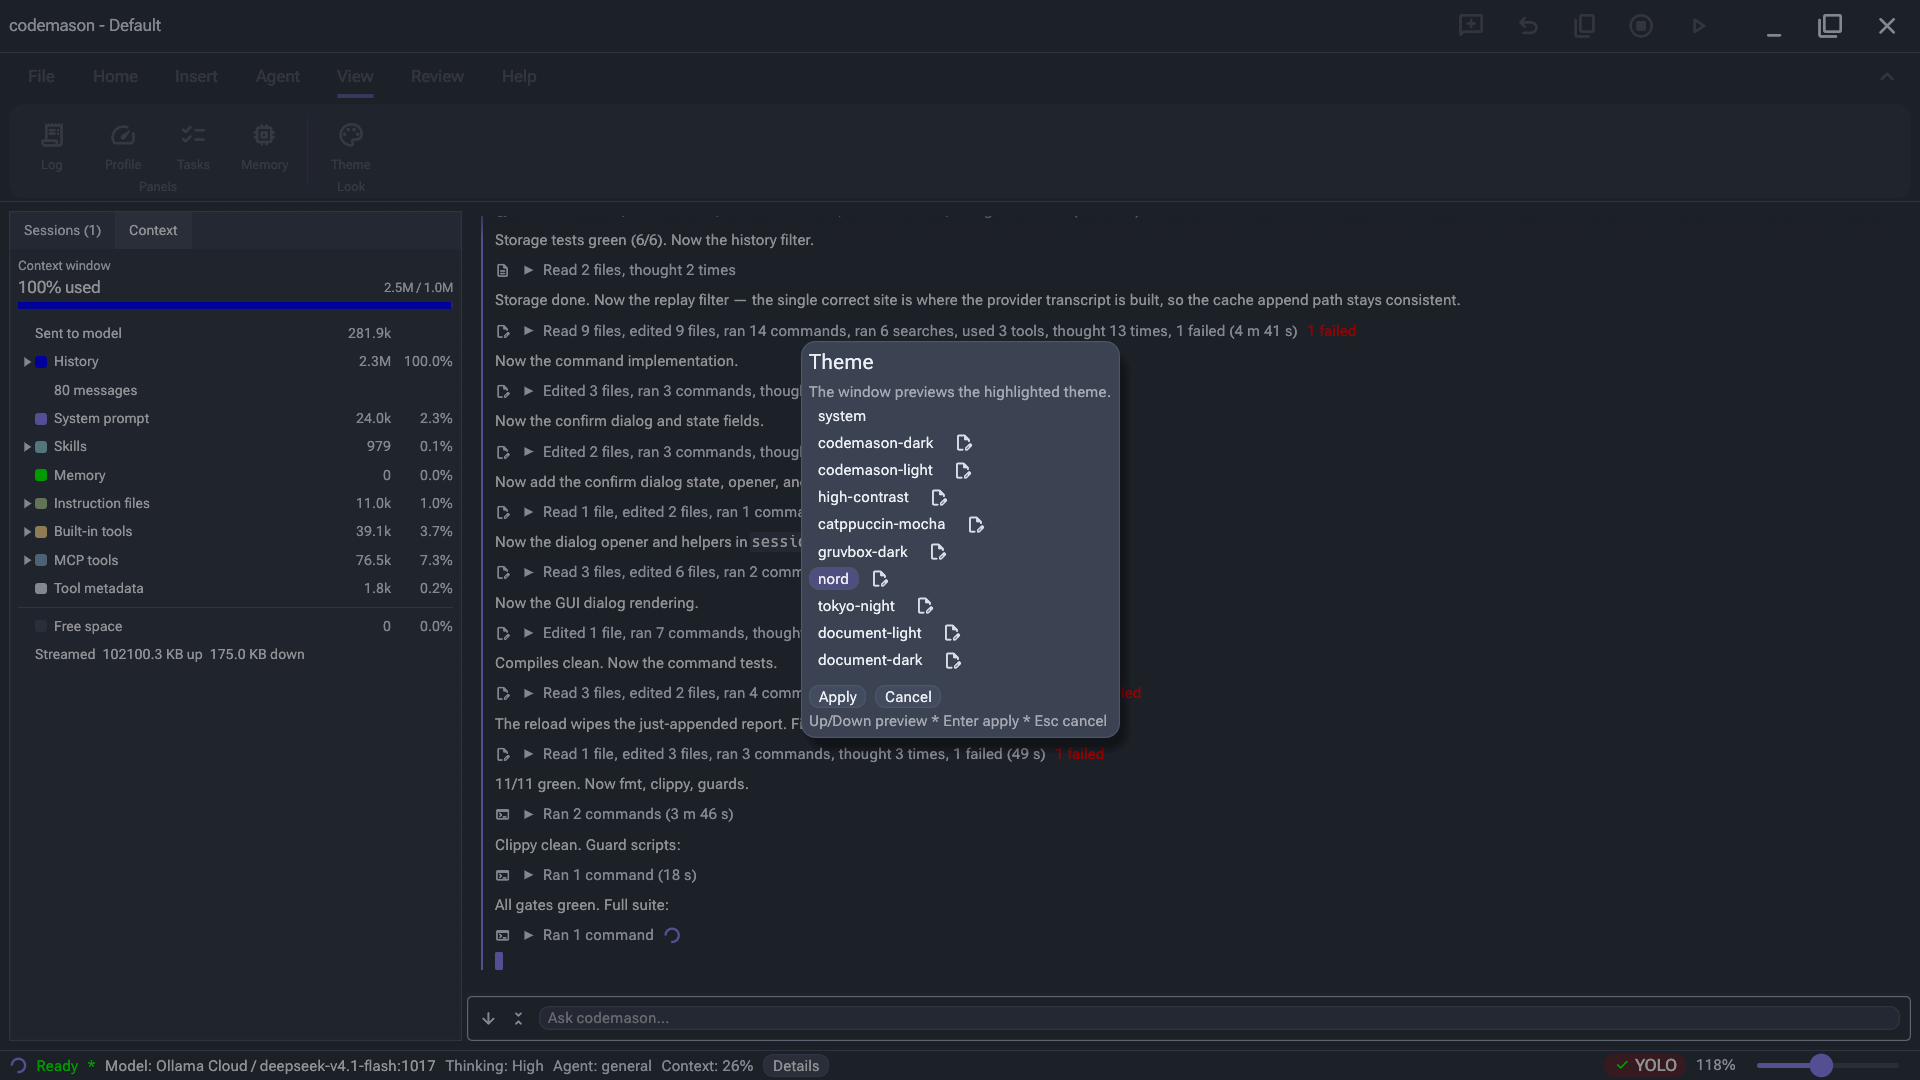 codemason - Default
File Home Insert Agent View Review Help
Log Profile Tasks Memory Theme
Panels Look
Sessions (1) Context
Context window
100% used 2.5M / 1.0M
Sent to model 281.9k
History 2.3M 100.0%
80 messages
System prompt 24.0k 2.3%
Skills 979 0.1%
Memory 0 0.0%
Instruction files 11.0k 1.0%
Built-in tools 39.1k 3.7%
MCP tools 76.5k 7.3%
Tool metadata 1.8k 0.2%
Free space 0 0.0%
Streamed 102100.3 KB up 175.0 KB down
Storage tests green (6/6). Now the history filter.
Read 2 files, thought 2 times
Storage done. Now the replay filter — the single correct site is where the provider transcript is built, so the cache append path stays consistent.
Read 9 files, edited 9 files, ran 14 commands, ran 6 searches, used 3 tools, thought 13 times, 1 failed (4 m 41 s) 1 failed
Now the command implementation.
Edited 3 files, ran 3 commands, thoug
Now the confirm dialog and state fields.
Edited 2 files, ran 3 commands, thoug
Now add the confirm dialog state, opener, an
Read 1 file, edited 2 files, ran 1 comma
Now the dialog opener and helpers in sessio
Read 3 files, edited 6 files, ran 2 comm
Now the GUI dialog rendering.
Edited 1 file, ran 7 commands, though
Compiles clean. Now the command tests.
Read 3 files, edited 2 files, ran 4 comm led
The reload wipes the just-appended report. F
Read 1 file, edited 3 files, ran 3 commands, thought 3 times, 1 failed (49 s) 1 failed
11/11 green. Now fmt, clippy, guards.
Ran 2 commands (3 m 46 s)
Clippy clean. Guard scripts:
Ran 1 command (18 s)
All gates green. Full suite:
Ran 1 command
Theme
The window previews the highlighted theme.
system
codemason-dark
codemason-light
high-contrast
catppuccin-mocha
gruvbox-dark
nord
tokyo-night
document-light
document-dark
Apply Cancel
Up/Down preview * Enter apply * Esc cancel
Ask codemason...
Ready * Model: Ollama Cloud / deepseek-v4.1-flash:1017 Thinking: High Agent: general Context: 26% Details YOLO 118%